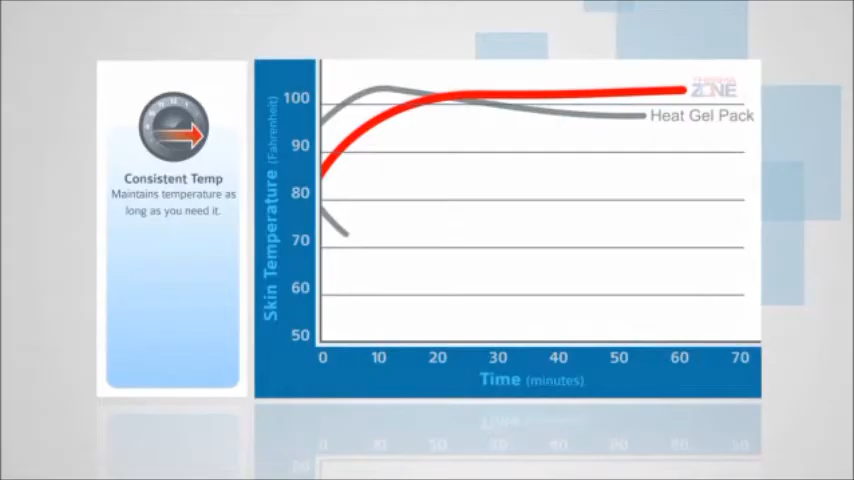 Consistent Temp
Maintains temperature as
long as you need it.
Skin Temperature (Fahrenheit)
100
90
80
70
60
50
0 10 20 30 40 50 60 70
Time (minutes)
THERMA
ZONE
Heat Gel Pack